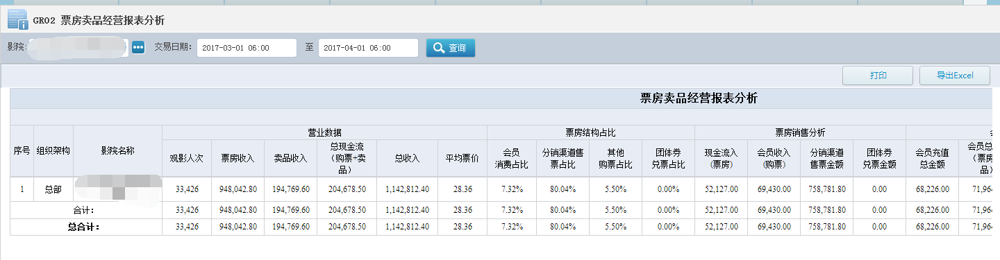 GR02 票房卖品经营报表分析
影院: 交易日期: 2017-03-01 06:00 至 2017-04-01 06:00 查询
打印 导出Excel
票房卖品经营报表分析
序号 组织架构 影院名称 营业数据 票房结构占比 票房销售分析
观影人次 票房收入 卖品收入 总现金流（购票+卖品） 总收入 平均票价 会员消费占比 分销渠道售票占比 其他购票占比 团体券兑票占比 现金流入(票房) 会员收入(购票) 分销渠道售票金额 团体券兑票金额 会员充值总金额
1 总部 33,426 948,042.80 194,769.60 204,678.50 1,142,812.40 28.36 7.32% 80.04% 5.50% 0.00% 52,127.00 69,430.00 758,781.80 0.00 68,226.00 71,964
合计: 33,426 948,042.80 194,769.60 204,678.50 1,142,812.40 28.36 7.32% 80.04% 5.50% 0.00% 52,127.00 69,430.00 758,781.80 0.00 68,226.00 71,964
总合计: 33,426 948,042.80 194,769.60 204,678.50 1,142,812.40 28.36 7.32% 80.04% 5.50% 0.00% 52,127.00 69,430.00 758,781.80 0.00 68,226.00 71,964